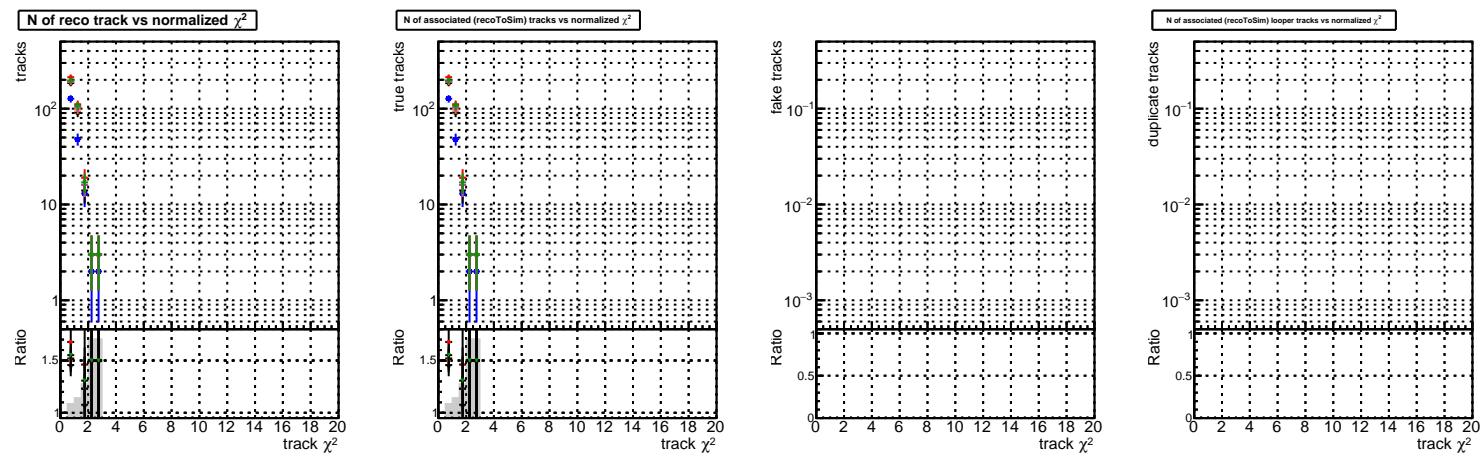 N of reco track vs normalized χ²
tracks
10²
10
1
Ratio
1.5
1
0 2 4 6 8 10 12 14 16 18 20
track χ²
N of associated (recoToSim) tracks vs normalized χ²
true tracks
10²
10
1
Ratio
1.5
1
0 2 4 6 8 10 12 14 16 18 20
track χ²
fake tracks
10⁻¹
10⁻²
10⁻³
Ratio
1
0.5
0
0 2 4 6 8 10 12 14 16 18 20
track χ²
N of associated (recoToSim) looper tracks vs normalized χ²
duplicate tracks
10⁻¹
10⁻²
10⁻³
Ratio
1
0.5
0
0 2 4 6 8 10 12 14 16 18 20
track χ²